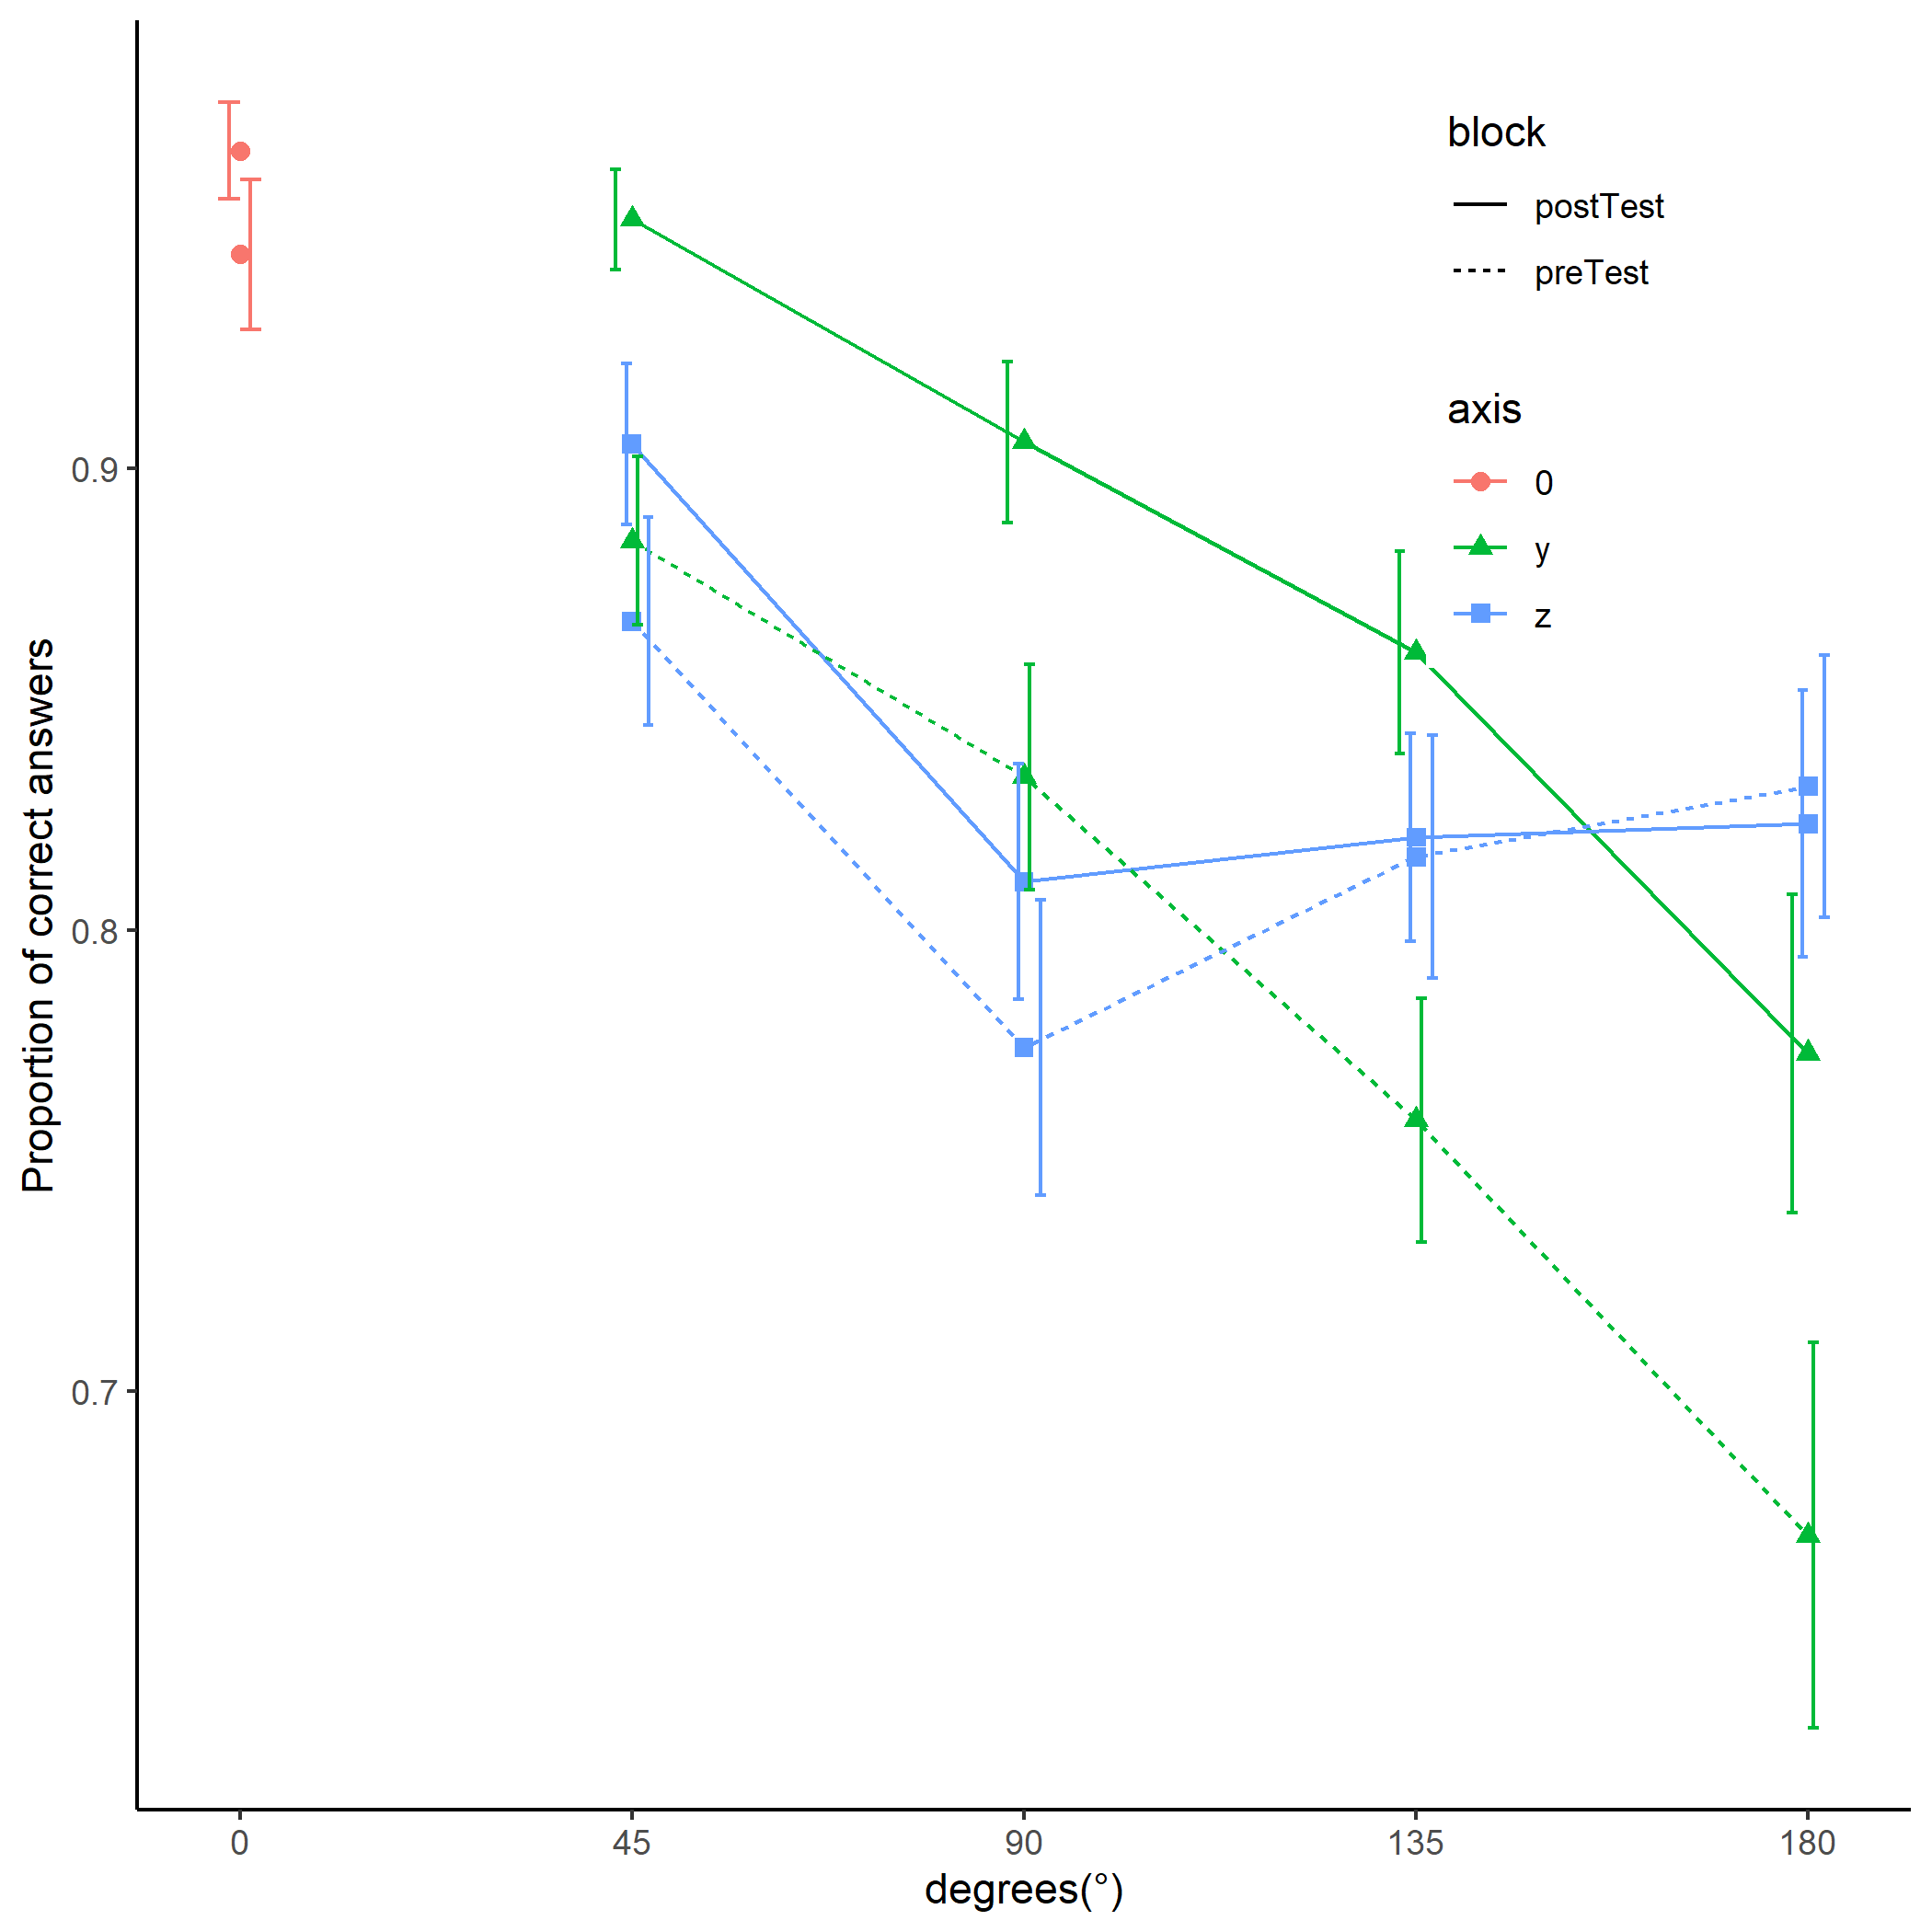 block
postTest
preTest
axis
0
y
z
0.9
0.8
0.7
Proportion of correct answers
0 45 90 135 180
degrees(°)